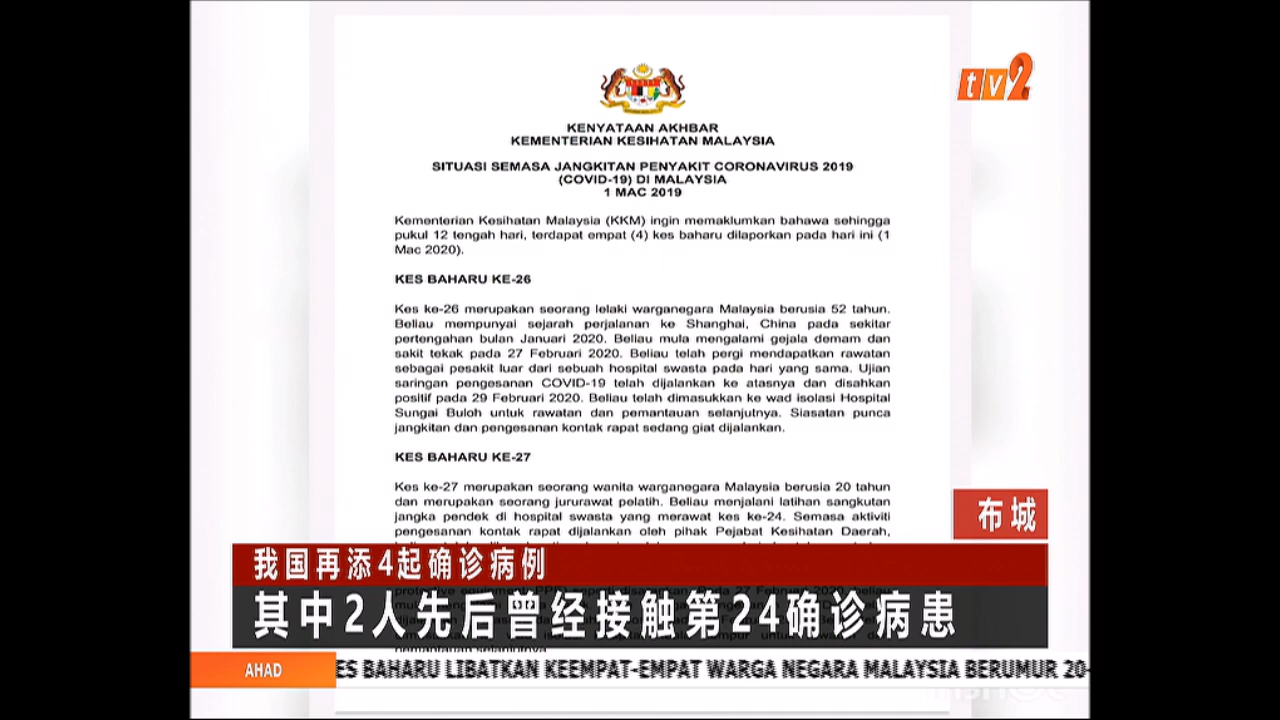 tv2
KENYATAAN AKHBAR
KEMENTERIAN KESIHATAN MALAYSIA
SITUASI SEMASA JANGKITAN PENYAKIT CORONAVIRUS 2019
(COVID-19) DI MALAYSIA
1 MAC 2019
Kementerian Kesihatan Malaysia (KKM) ingin memaklumkan bahawa sehingga
pukul 12 tengah hari, terdapat empat (4) kes baharu dilaporkan pada hari ini (1
Mac 2020).
KES BAHARU KE-26
Kes ke-26 merupakan seorang lelaki warganegara Malaysia berusia 52 tahun.
Beliau mempunyai sejarah perjalanan ke Shanghai, China pada sekitar
pertengahan bulan Januari 2020. Beliau mula mengalami gejala demam dan
sakit tekak pada 27 Februari 2020. Beliau telah pergi mendapatkan rawatan
sebagai pesakit luar dari sebuah hospital swasta pada hari yang sama. Ujian
saringan pengesanan COVID-19 telah dijalankan ke atasnya dan disahkan
positif pada 29 Februari 2020. Beliau telah dimasukkan ke wad isolasi Hospital
Sungai Buloh untuk rawatan dan pemantauan selanjutnya. Siasatan punca
jangkitan dan pengesanan kontak rapat sedang giat dijalankan.
KES BAHARU KE-27
Kes ke-27 merupakan seorang wanita warganegara Malaysia berusia 20 tahun
dan merupakan seorang jururawat pelatih. Beliau menjalani latihan sangkutan
jangka pendek di hospital swasta yang merawat kes ke-24. Semasa aktiviti
pengesanan kontak rapat dijalankan oleh pihak Pejabat Kesihatan Daerah,
布城
我国再添4起确诊病例
其中2人先后曾经接触第24确诊病患
AHAD
ES BAHARU LIBATKAN KEEMPAT-EMPAT WARGA NEGARA MALAYSIA BERUMUR 20-